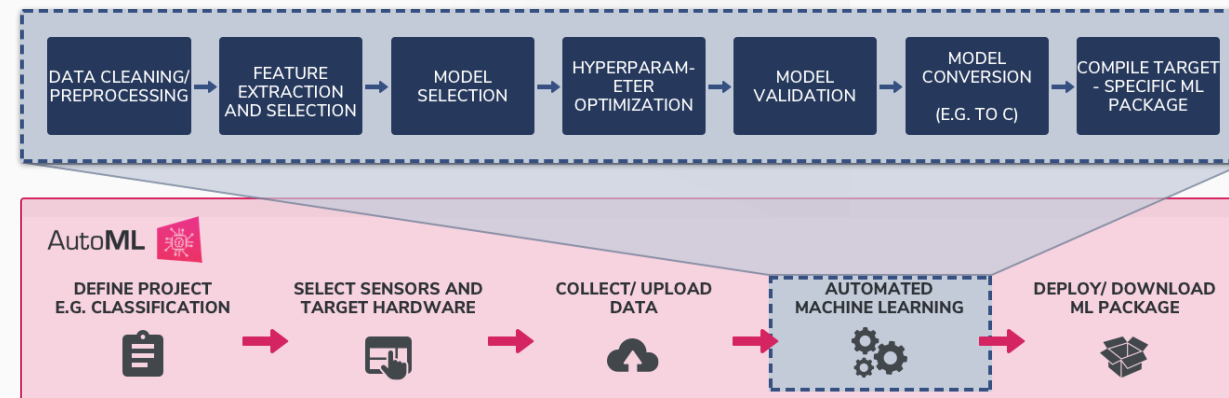 DATA CLEANING/
PREPROCESSING
FEATURE
EXTRACTION
AND SELECTION
MODEL
SELECTION
HYPERPARAM-
ETER
OPTIMIZATION
MODEL
VALIDATION
MODEL
CONVERSION
(E.G. TO C)
COMPILE TARGET
- SPECIFIC ML
PACKAGE
AutoML
DEFINE PROJECT
E.G. CLASSIFICATION
SELECT SENSORS AND
TARGET HARDWARE
COLLECT/ UPLOAD
DATA
AUTOMATED
MACHINE LEARNING
DEPLOY/ DOWNLOAD
ML PACKAGE